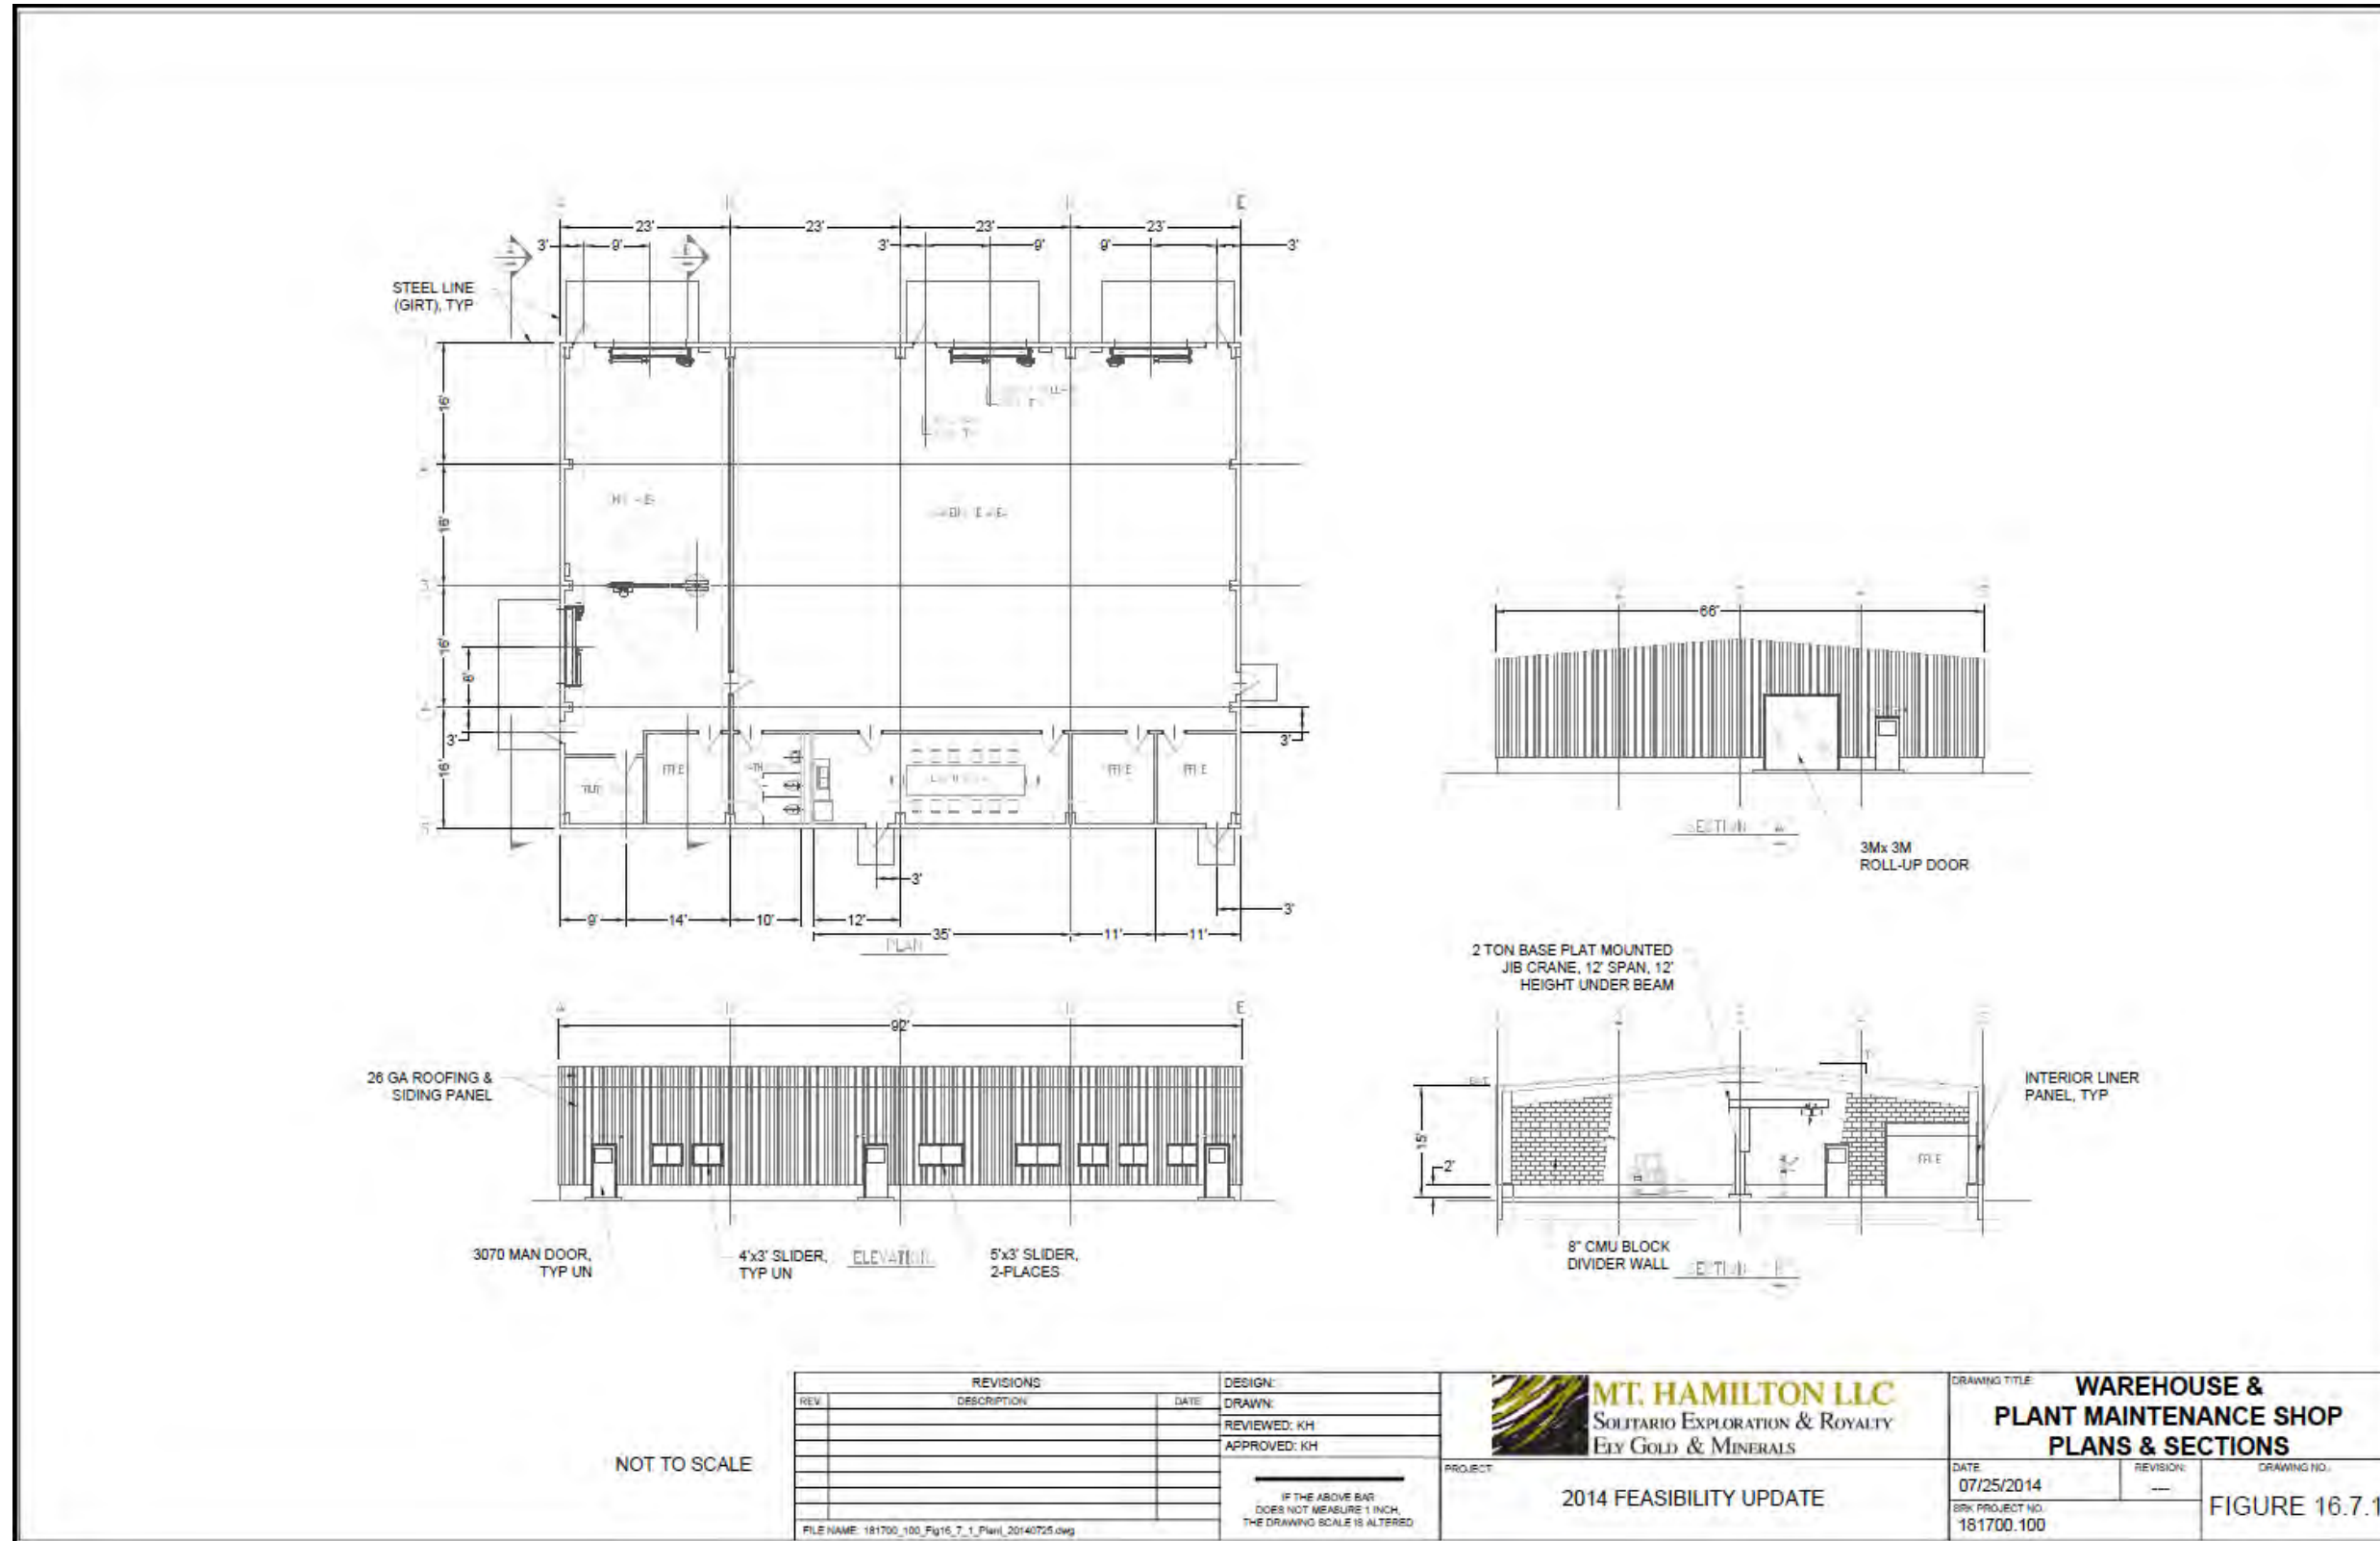 E
23'
23'
23'
23'
3'
9'
3'
9'
9'
3'
STEEL LINE
(GIRT), TYP
16'
16'
16'
8'
3'
16'
3'
3'
3'
9'
14'
10'
12'
35'
11'
11'
PLAN
66'
SECTION
3Mx 3M
ROLL-UP DOOR
E
92'
26 GA ROOFING &
SIDING PANEL
3070 MAN DOOR,
TYP UN
4'x3' SLIDER,
TYP UN
ELEVATION
5'x3' SLIDER,
2-PLACES
2 TON BASE PLAT MOUNTED
JIB CRANE, 12' SPAN, 12'
HEIGHT UNDER BEAM
INTERIOR LINER
PANEL, TYP
15'
2'
8" CMU BLOCK
DIVIDER WALL
SECTION
NOT TO SCALE
REVISIONS
REV. DESCRIPTION DATE
FILE NAME: 181700_100_Fig16_7_1_Plant_20140725.dwg
DESIGN:
DRAWN:
REVIEWED: KH
APPROVED: KH
IF THE ABOVE BAR
DOES NOT MEASURE 1 INCH,
THE DRAWING SCALE IS ALTERED
MT. HAMILTON LLC
SOLITARIO EXPLORATION & ROYALTY
ELY GOLD & MINERALS
PROJECT:
2014 FEASIBILITY UPDATE
DRAWING TITLE:
WAREHOUSE &
PLANT MAINTENANCE SHOP
PLANS & SECTIONS
DATE:
07/25/2014
REVISION:
---
SRK PROJECT NO.:
181700.100
DRAWING NO.:
FIGURE 16.7.1